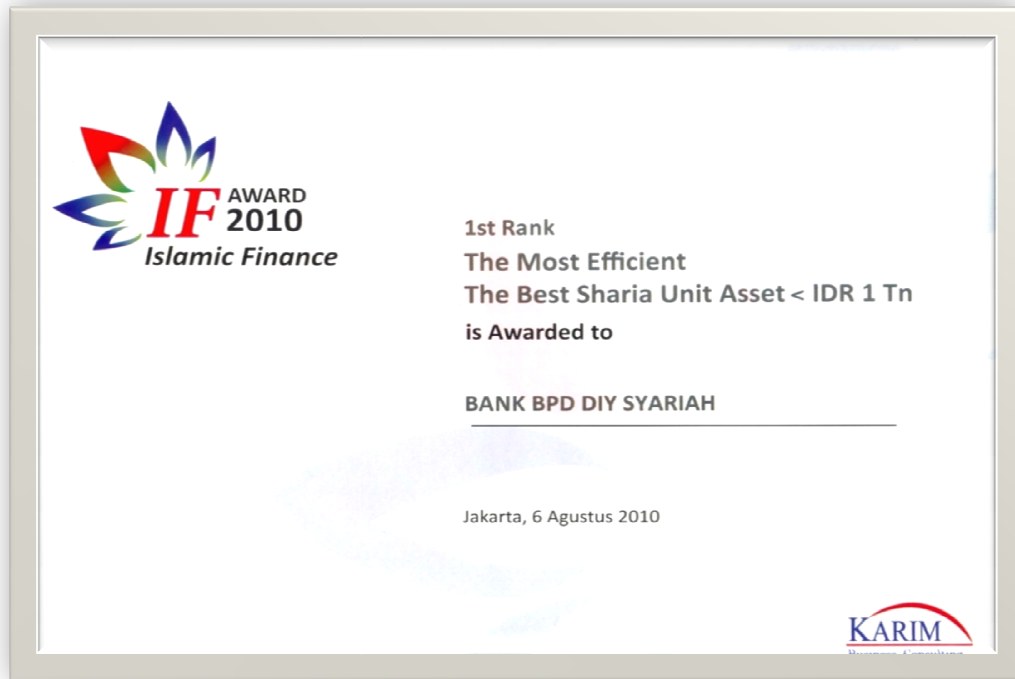 IF AWARD
2010
Islamic Finance
1st Rank
The Most Efficient
The Best Sharia Unit Asset < IDR 1 Tn
is Awarded to
BANK BPD DIY SYARIAH
Jakarta, 6 Agustus 2010
KARIM